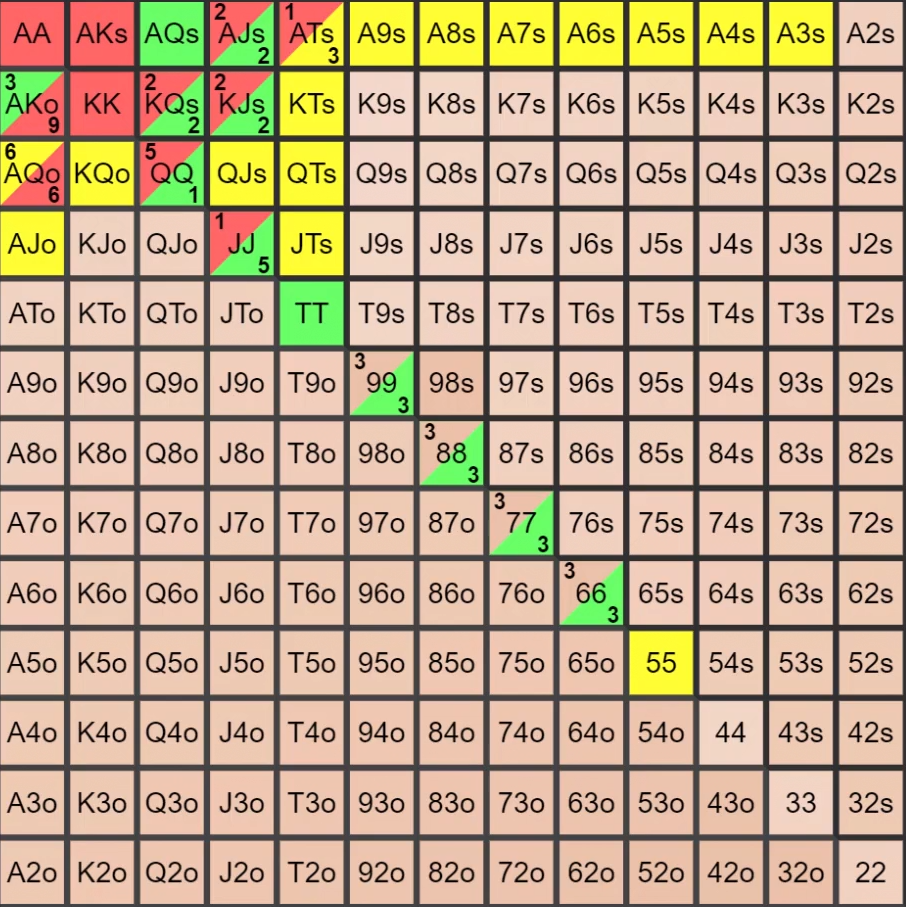 AA AKs AQs 2 AJs 2 1 ATs 3 A9s A8s A7s A6s A5s A4s A3s A2s
3 AKo 9 KK 2 KQs 2 2 KJs 2 KTs K9s K8s K7s K6s K5s K4s K3s K2s
6 AQo 6 KQo 5 QQ 1 QJs QTs Q9s Q8s Q7s Q6s Q5s Q4s Q3s Q2s
AJo KJo QJo 1 JJ 5 JTs J9s J8s J7s J6s J5s J4s J3s J2s
ATo KTo QTo JTo TT T9s T8s T7s T6s T5s T4s T3s T2s
A9o K9o Q9o J9o T9o 3 99 3 98s 97s 96s 95s 94s 93s 92s
A8o K8o Q8o J8o T8o 98o 3 88 3 87s 86s 85s 84s 83s 82s
A7o K7o Q7o J7o T7o 97o 87o 3 77 3 76s 75s 74s 73s 72s
A6o K6o Q6o J6o T6o 96o 86o 76o 3 66 3 65s 64s 63s 62s
A5o K5o Q5o J5o T5o 95o 85o 75o 65o 55 54s 53s 52s
A4o K4o Q4o J4o T4o 94o 84o 74o 64o 54o 44 43s 42s
A3o K3o Q3o J3o T3o 93o 83o 73o 63o 53o 43o 33 32s
A2o K2o Q2o J2o T2o 92o 82o 72o 62o 52o 42o 32o 22